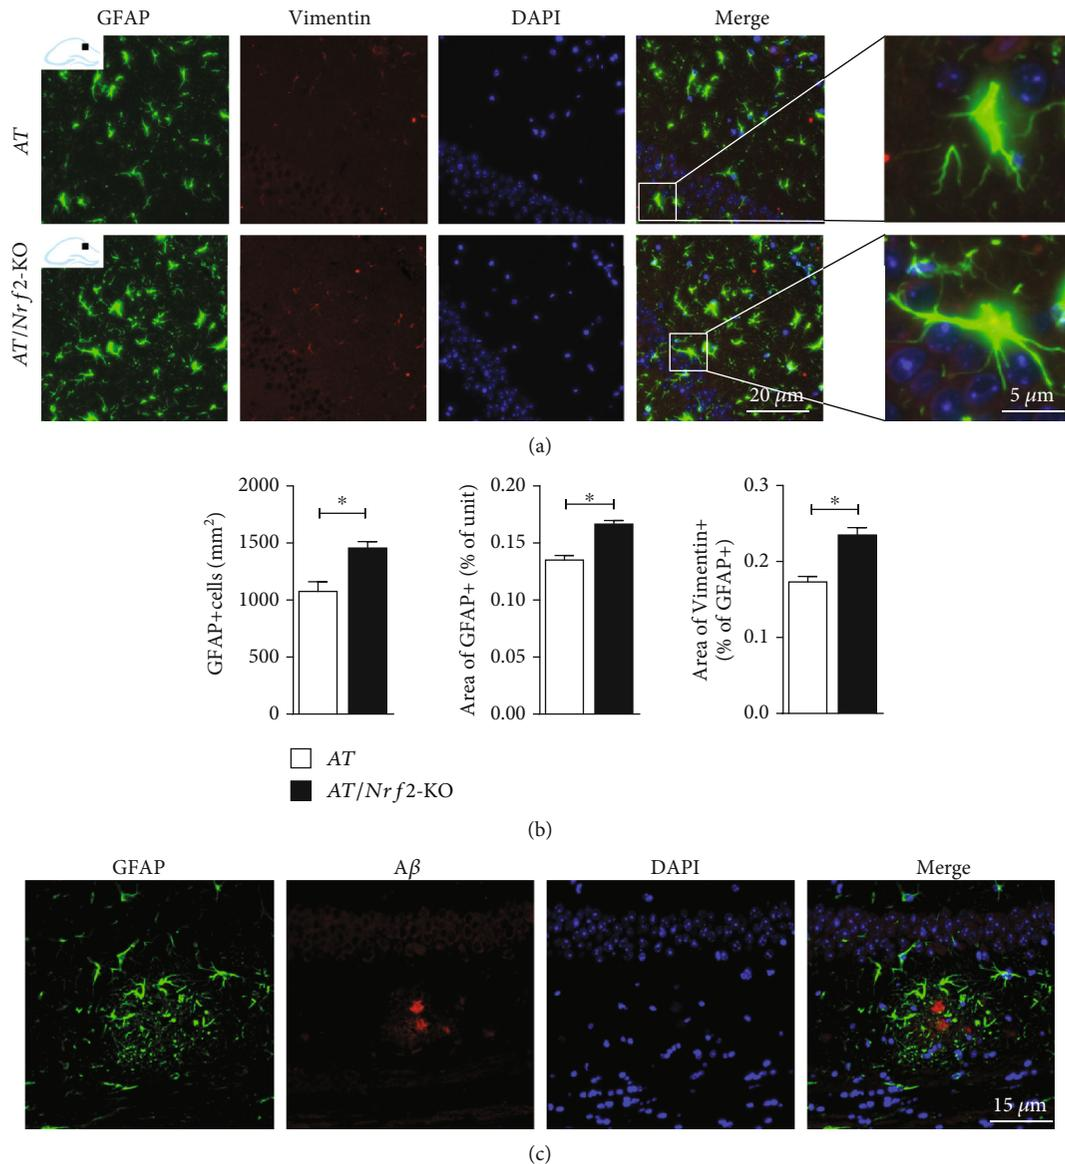 GFAP Vimentin DAPI Merge
AT
AT/Nrf2-KO
20 μm 5 μm
(a)
GFAP+cells (mm²)
2000
1500
1000
500
0
*
Area of GFAP+ (% of unit)
0.20
0.15
0.10
0.05
0.00
*
Area of Vimentin+
(% of GFAP+)
0.3
0.2
0.1
0.0
*
AT
AT/Nrf2-KO
(b)
GFAP Aβ DAPI Merge
15 μm
(c)